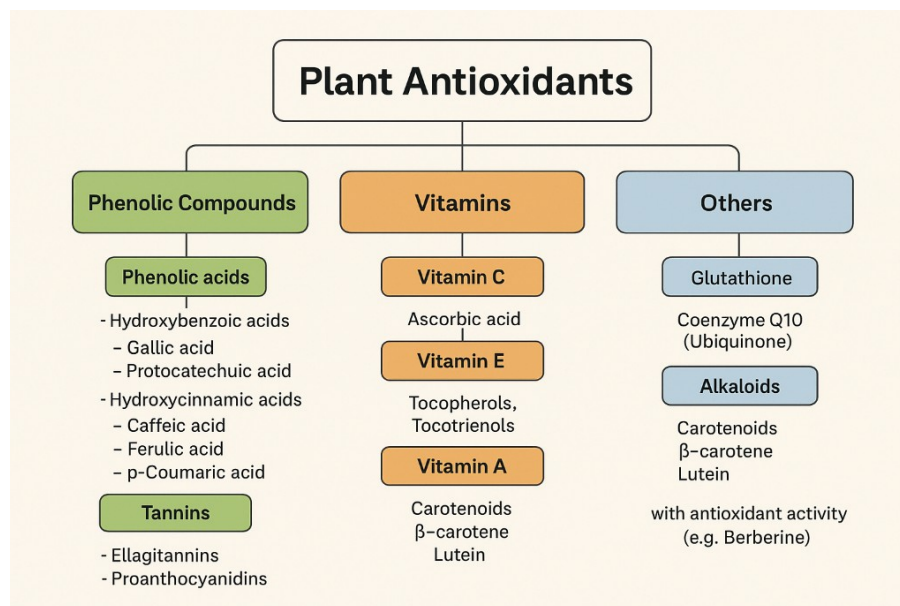 Plant Antioxidants
Phenolic Compounds
Phenolic acids
- Hydroxybenzoic acids
– Gallic acid
– Protocatechuic acid
- Hydroxycinnamic acids
– Caffeic acid
– Ferulic acid
– p-Coumaric acid
Tannins
- Ellagitannins
- Proanthocyanidins
Vitamins
Vitamin C
Ascorbic acid
Vitamin E
Tocopherols,
Tocotrienols
Vitamin A
Carotenoids
β-carotene
Lutein
Others
Glutathione
Coenzyme Q10
(Ubiquinone)
Alkaloids
Carotenoids
β-carotene
Lutein
with antioxidant activity
(e.g. Berberine)